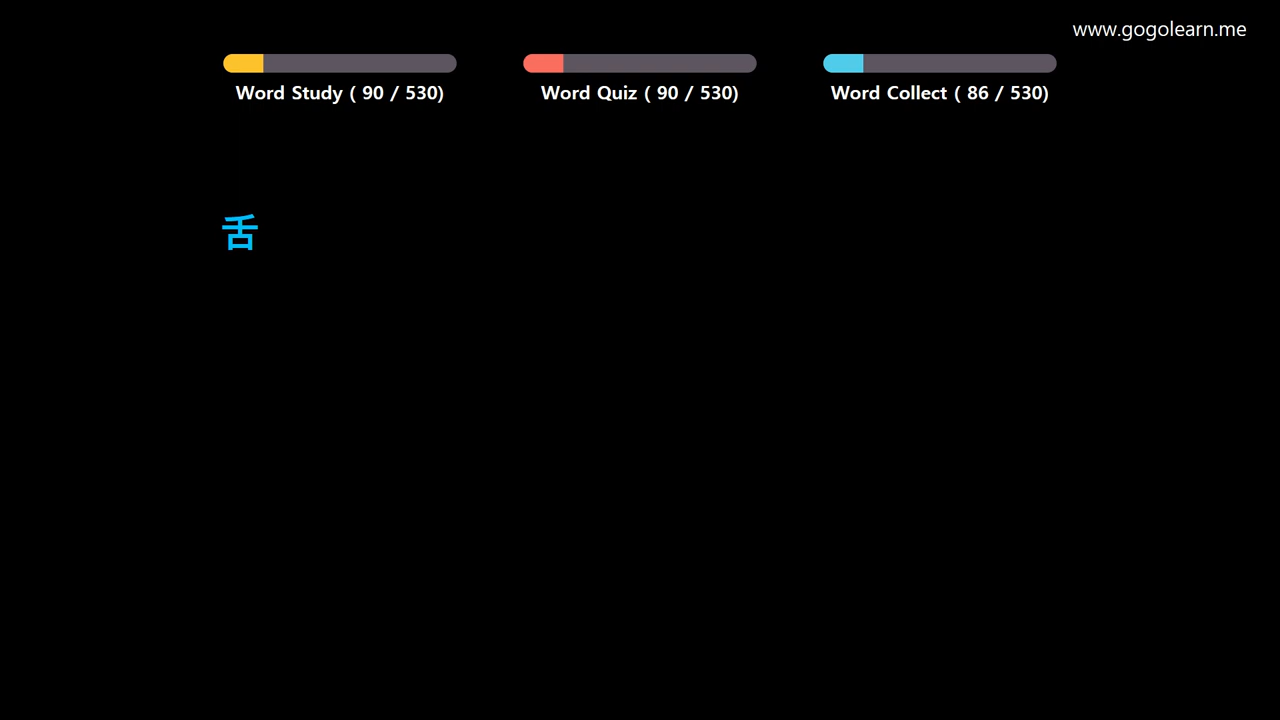 www.gogolearn.me
Word Study ( 90 / 530)
Word Quiz ( 90 / 530)
Word Collect ( 86 / 530)
舌